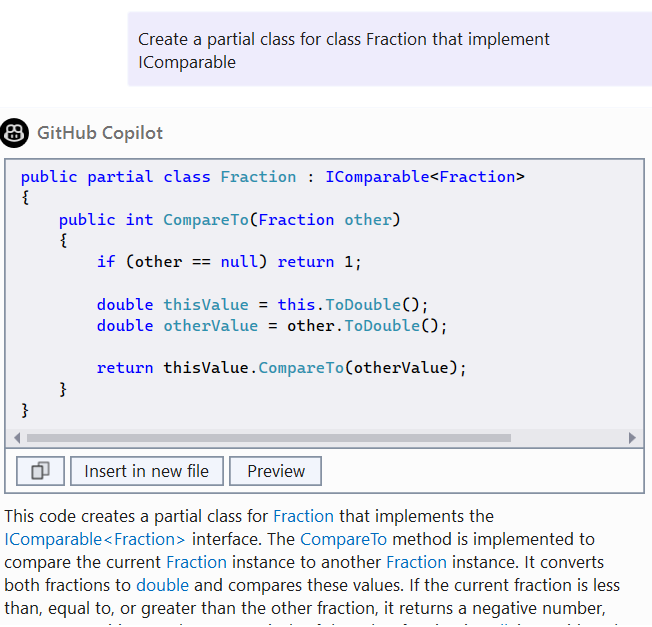 Create a partial class for class Fraction that implement
IComparable
GitHub Copilot
public partial class Fraction : IComparable<Fraction>
{
    public int CompareTo(Fraction other)
    {
        if (other == null) return 1;
        double thisValue = this.ToDouble();
        double otherValue = other.ToDouble();
        return thisValue.CompareTo(otherValue);
    }
}
Insert in new file Preview
This code creates a partial class for Fraction that implements the
IComparable<Fraction> interface. The CompareTo method is implemented to
compare the current Fraction instance to another Fraction instance. It converts
both fractions to double and compares these values. If the current fraction is less
than, equal to, or greater than the other fraction, it returns a negative number,